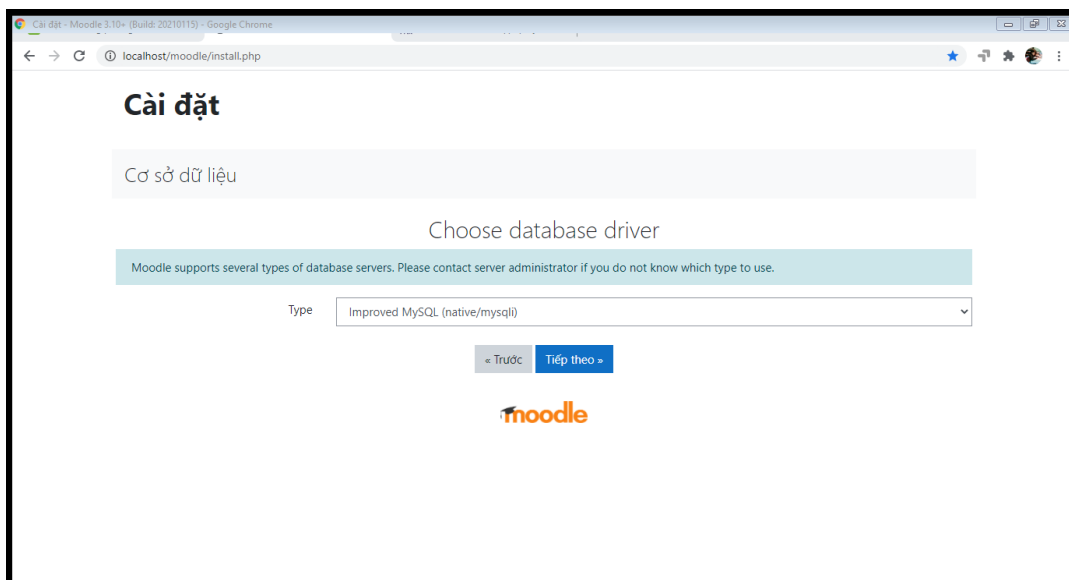 Cài đặt - Moodle 3.10+ (Build: 20210115) - Google Chrome
localhost/moodle/install.php
Cài đặt
Cơ sở dữ liệu
Choose database driver
Moodle supports several types of database servers. Please contact server administrator if you do not know which type to use.
Type
Improved MySQL (native/mysqli)
« Trước
Tiếp theo »
moodle